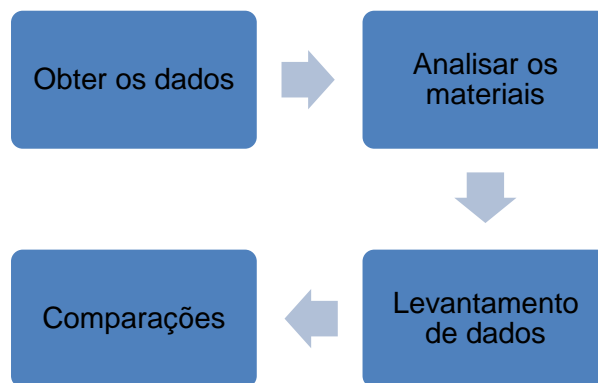 Obter os dados
Analisar os
materiais
Levantamento
de dados
Comparações